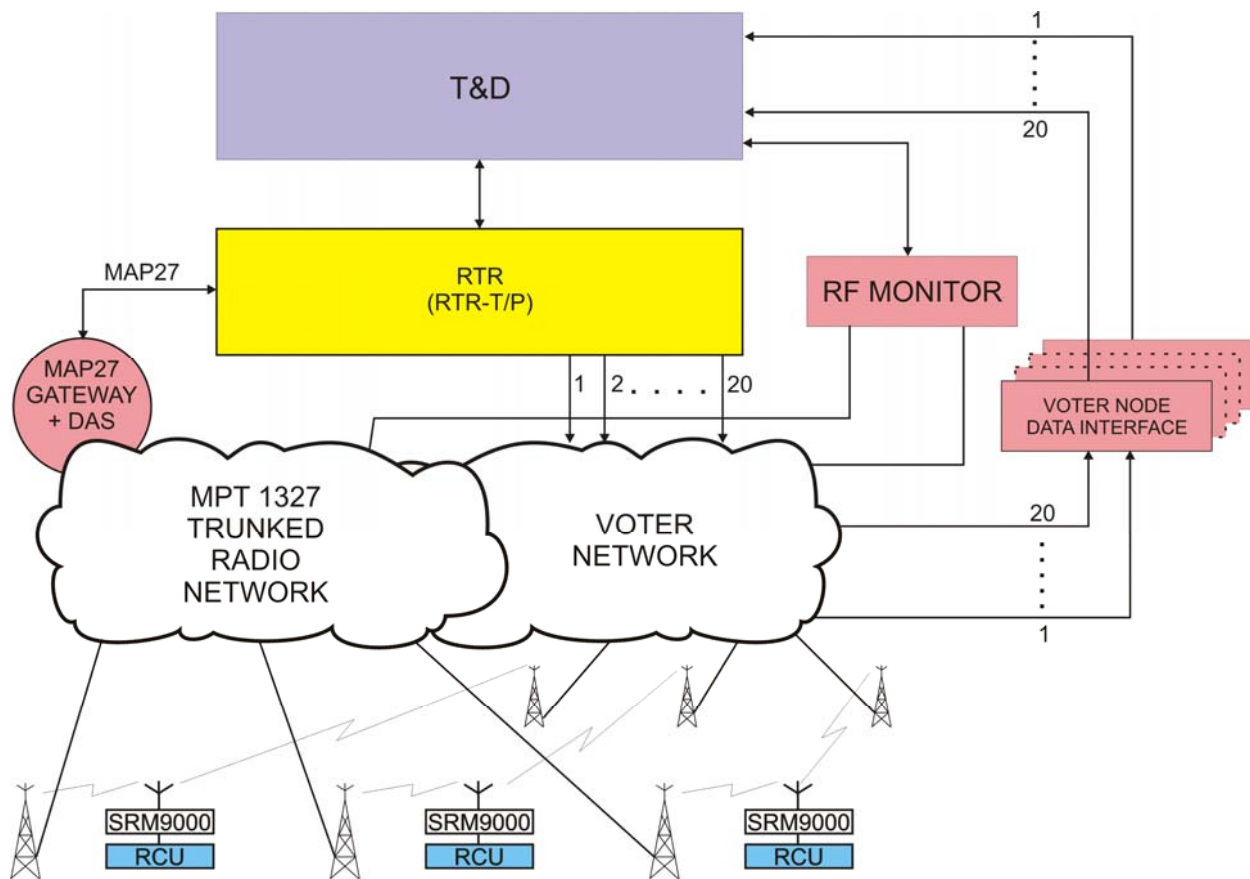 1
T&D
20
MAP27
RTR
(RTR-T/P)
RF MONITOR
MAP27
GATEWAY
+ DAS
1 2 . . . . 20
VOTER NODE
DATA INTERFACE
MPT 1327
TRUNKED
RADIO
NETWORK
VOTER
NETWORK
20
1
SRM9000 SRM9000 SRM9000
RCU RCU RCU